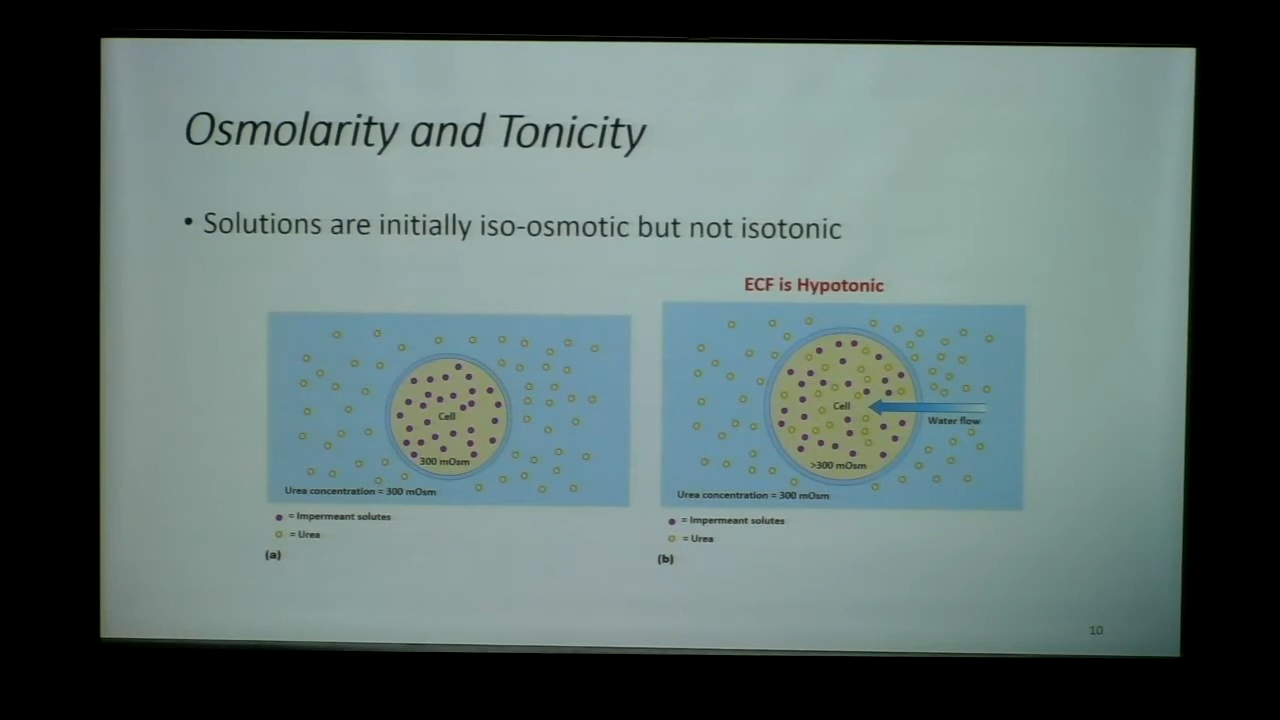 Osmolarity and Tonicity
• Solutions are initially iso-osmotic but not isotonic
ECF is Hypotonic
Cell
300 mOsm
Urea concentration = 300 mOsm
= Impermeant solutes
= Urea
(a)
Cell
Water flow
>300 mOsm
Urea concentration = 300 mOsm
= Impermeant solutes
= Urea
(b)
10